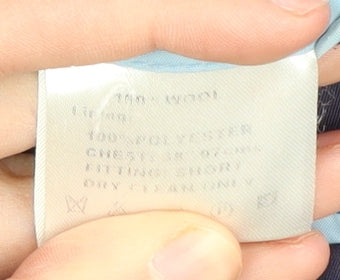 100% WOOL
Lining:
100% POLYESTER
CHEST: 38" 97cms
FITTING: SHORT
DRY CLEAN ONLY